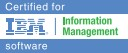 Certified for
IBM Information
Management
software